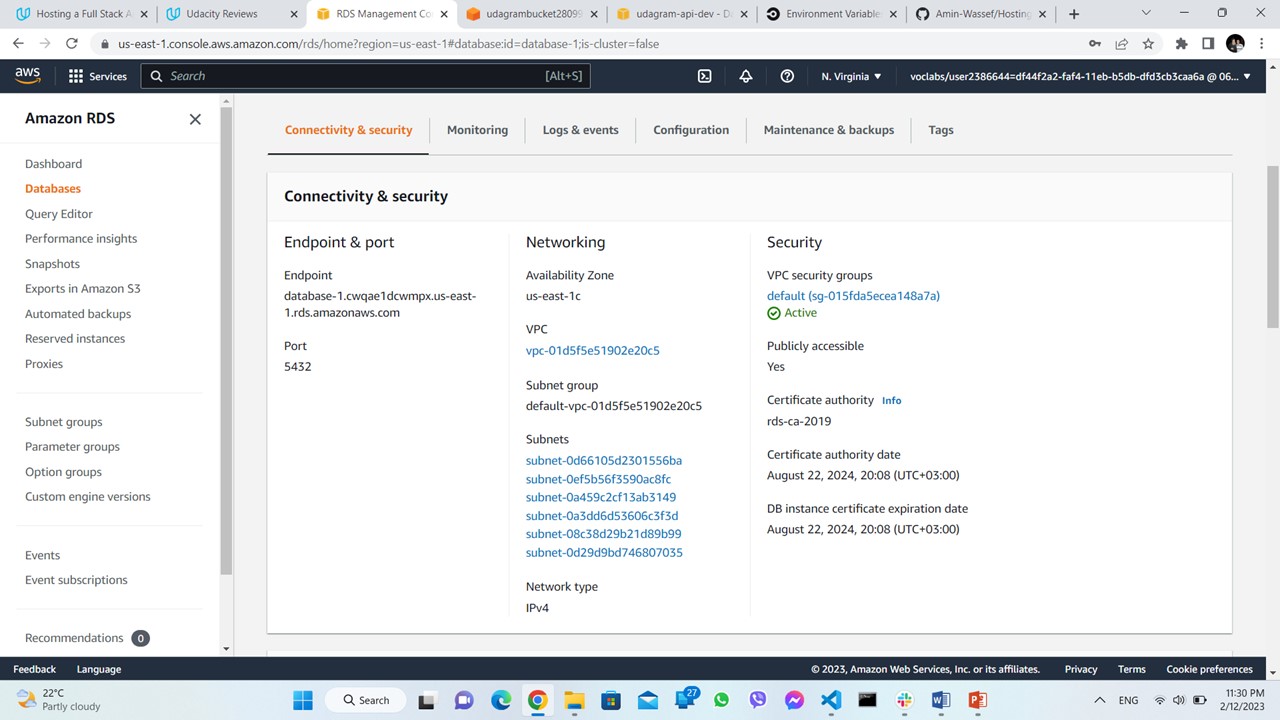 Hosting a Full Stack A
Udacity Reviews
RDS Management Co
udagrambucket28099
udagram-api-dev - Da
Environment Variable
Amin-Wassef/Hosting
us-east-1.console.aws.amazon.com/rds/home?region=us-east-1#database:id=database-1;is-cluster=false
aws
Services
Search
[Alt+S]
N. Virginia
voclabs/user2386644=df44f2a2-faf4-11eb-b5db-dfd3cb3caa6a @ 06...
Amazon RDS
Dashboard
Databases
Query Editor
Performance insights
Snapshots
Exports in Amazon S3
Automated backups
Reserved instances
Proxies
Subnet groups
Parameter groups
Option groups
Custom engine versions
Events
Event subscriptions
Recommendations 0
Connectivity & security
Monitoring
Logs & events
Configuration
Maintenance & backups
Tags
Connectivity & security
Endpoint & port
Endpoint
database-1.cwqae1dcwmpx.us-east-
1.rds.amazonaws.com
Port
5432
Networking
Availability Zone
us-east-1c
VPC
vpc-01d5f5e51902e20c5
Subnet group
default-vpc-01d5f5e51902e20c5
Subnets
subnet-0d66105d2301556ba
subnet-0ef5b56f3590ac8fc
subnet-0a459c2cf13ab3149
subnet-0a3dd6d53606c3f3d
subnet-08c38d29b21d89b99
subnet-0d29d9bd746807035
Network type
IPv4
Security
VPC security groups
default (sg-015fda5ecea148a7a)
Active
Publicly accessible
Yes
Certificate authority Info
rds-ca-2019
Certificate authority date
August 22, 2024, 20:08 (UTC+03:00)
DB instance certificate expiration date
August 22, 2024, 20:08 (UTC+03:00)
Feedback
Language
© 2023, Amazon Web Services, Inc. or its affiliates.
Privacy
Terms
Cookie preferences
22°C
Partly cloudy
Search
27
ENG
11:30 PM
2/12/2023